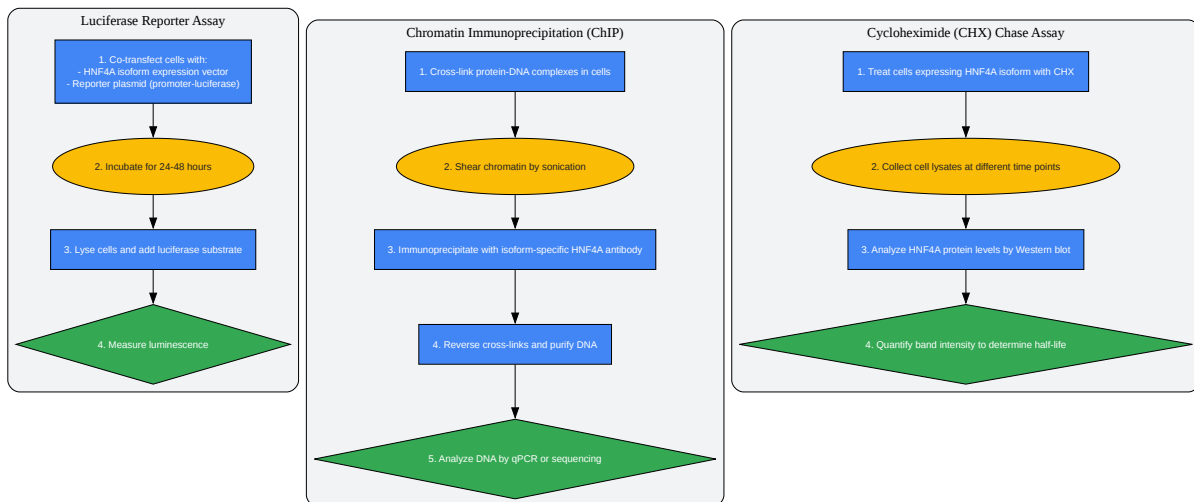 Luciferase Reporter Assay
1. Co-transfect cells with:
- HNF4A isoform expression vector
- Reporter plasmid (promoter-luciferase)
2. Incubate for 24-48 hours
3. Lyse cells and add luciferase substrate
4. Measure luminescence
Chromatin Immunoprecipitation (ChIP)
1. Cross-link protein-DNA complexes in cells
2. Shear chromatin by sonication
3. Immunoprecipitate with isoform-specific HNF4A antibody
4. Reverse cross-links and purify DNA
5. Analyze DNA by qPCR or sequencing
Cycloheximide (CHX) Chase Assay
1. Treat cells expressing HNF4A isoform with CHX
2. Collect cell lysates at different time points
3. Analyze HNF4A protein levels by Western blot
4. Quantify band intensity to determine half-life